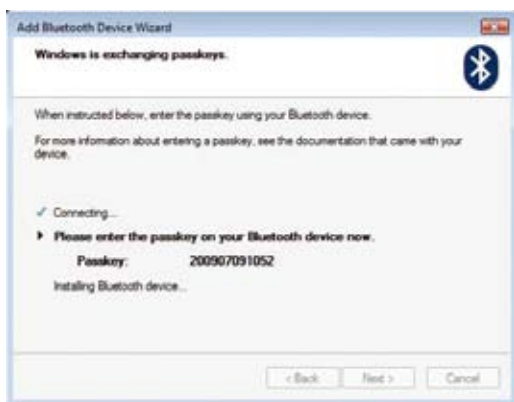 Add Bluetooth Device Wizard
Windows is exchanging passkeys.
When instructed below, enter the passkey using your Bluetooth device.
For more information about entering a passkey, see the documentation that came with your
device.
✓ Connecting...
Please enter the passkey on your Bluetooth device now.
Passkey: 200907091052
Installing Bluetooth device...
< Back Next > Cancel